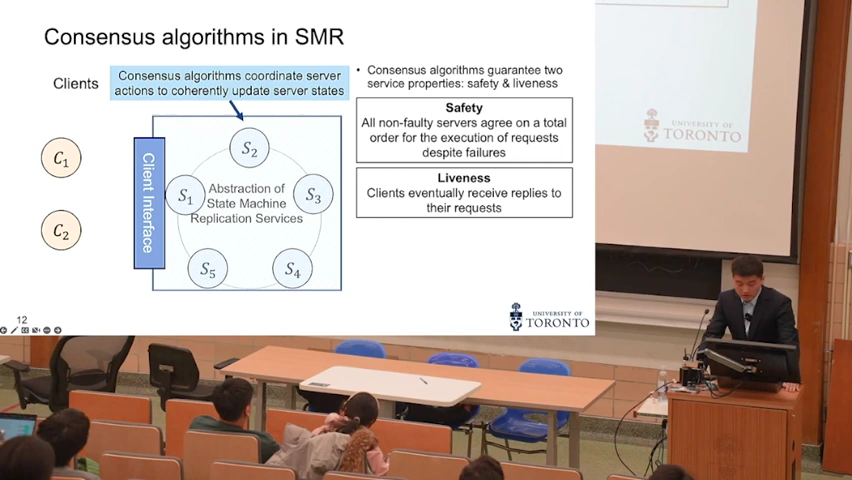 Consensus algorithms in SMR
Clients
Consensus algorithms coordinate server
actions to coherently update server states
• Consensus algorithms guarantee two
service properties: safety & liveness
Safety
All non-faulty servers agree on a total
order for the execution of requests
despite failures
Liveness
Clients eventually receive replies to
their requests
C₁
C₂
Client Interface
S₂
S₁
S₃
Abstraction of
State Machine
Replication Services
S₅
S₄
12
UNIVERSITY OF
TORONTO
UNIVERSITY OF
TORONTO